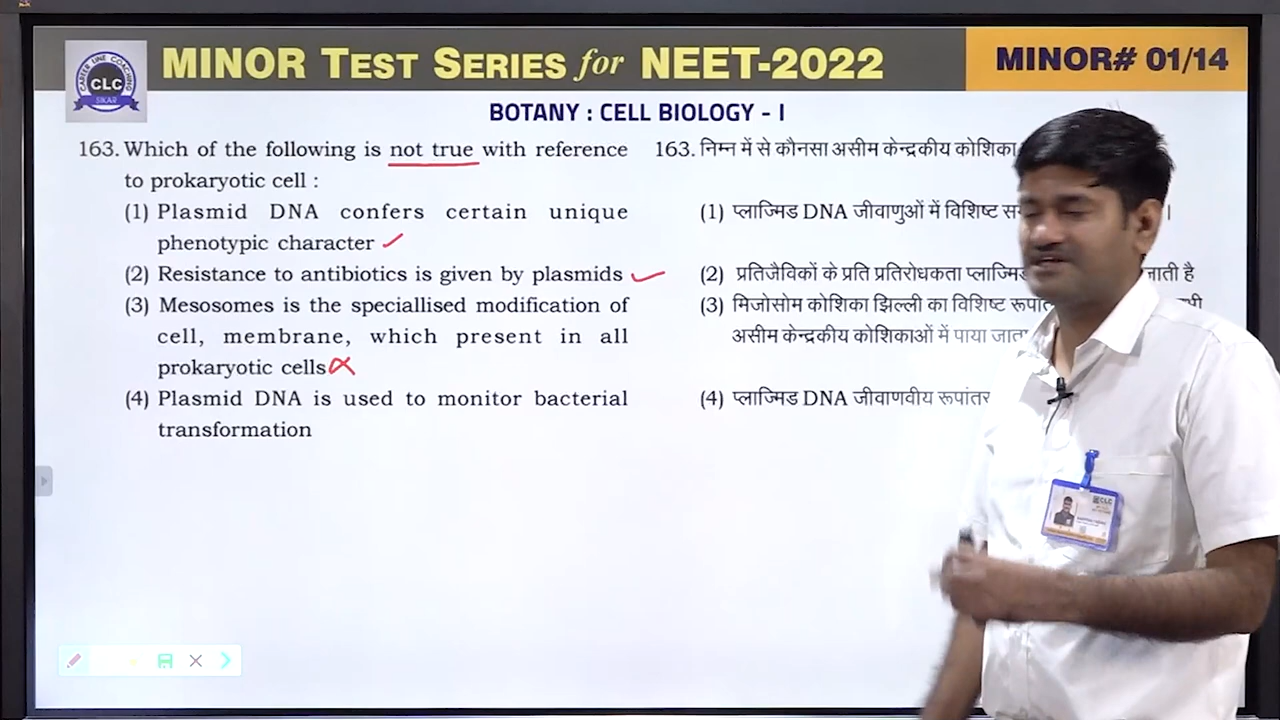 MINOR TEST SERIES for NEET-2022
MINOR# 01/14
CLC
SIKAR
BOTANY : CELL BIOLOGY - I
163. Which of the following is not true with reference
to prokaryotic cell :
(1) Plasmid DNA confers certain unique
phenotypic character
(2) Resistance to antibiotics is given by plasmids
(3) Mesosomes is the speciallised modification of
cell, membrane, which present in all
prokaryotic cells
(4) Plasmid DNA is used to monitor bacterial
transformation
163. निम्न में से कौनसा असीम केन्द्रकीय कोशिका
(1) प्लाज्मिड DNA जीवाणुओं में विशिष्ट
(2) प्रतिजैविकों के प्रति प्रतिरोधकता
(3) मिजोसोम कोशिका झिल्ली का विशिष्ट
असीम केन्द्रकीय कोशिकाओं में पाया
(4) प्लाज्मिड DNA जीवाणवीय
CLC